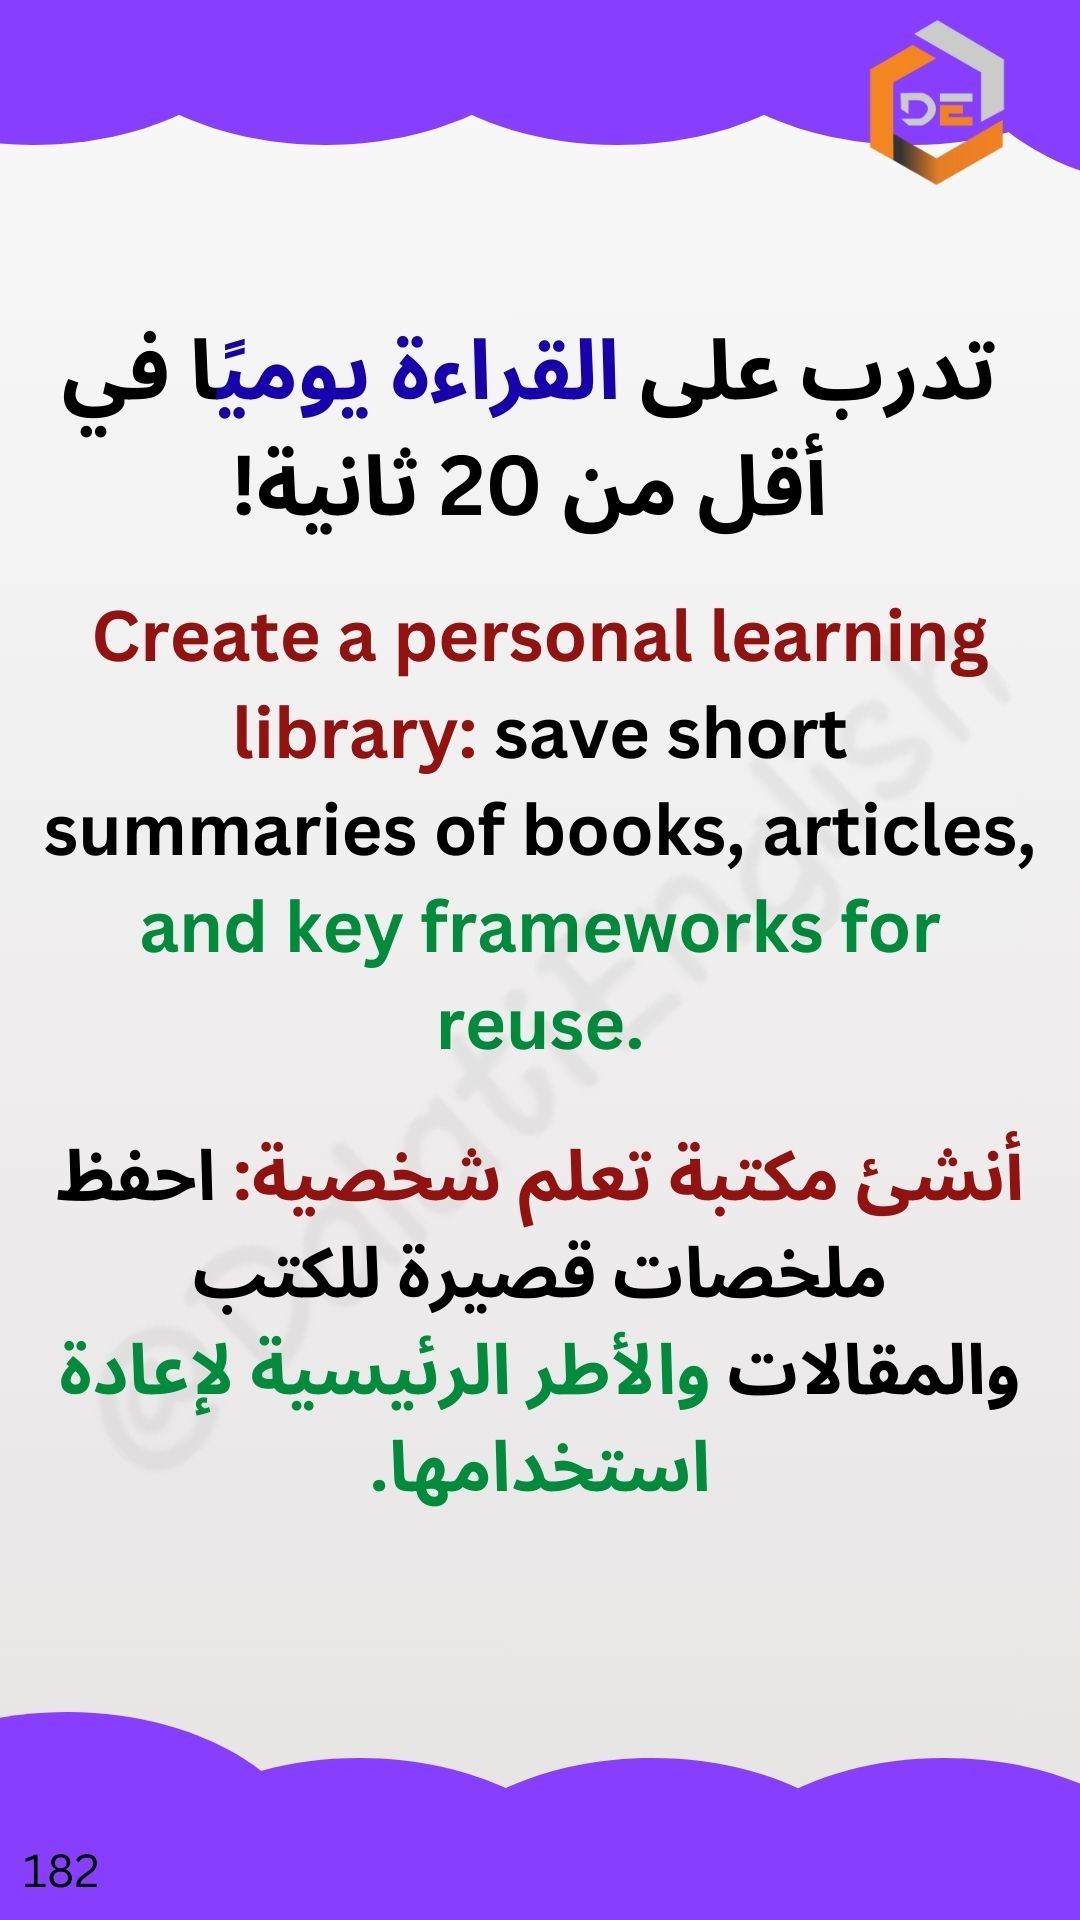 DE
تدرب على القراءة يوميًا في
أقل من 20 ثانية!
Create a personal learning
library: save short
summaries of books, articles,
and key frameworks for
reuse.
أنشئ مكتبة تعلم شخصية: احفظ
ملخصات قصيرة للكتب
والمقالات والأطر الرئيسية لإعادة
استخدامها.
@DalatEnglish
182